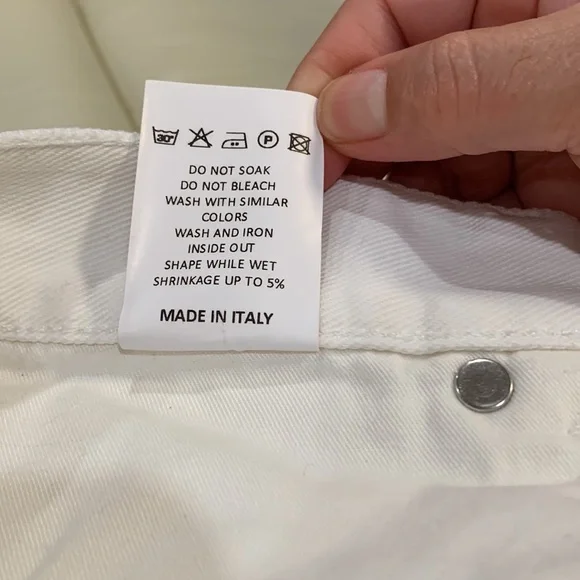 30° P
DO NOT SOAK
DO NOT BLEACH
WASH WITH SIMILAR
COLORS
WASH AND IRON
INSIDE OUT
SHAPE WHILE WET
SHRINKAGE UP TO 5%
MADE IN ITALY